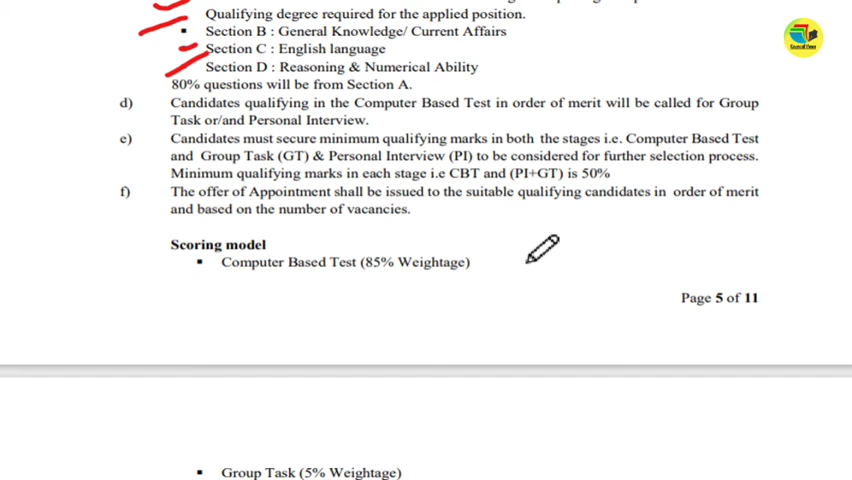 Qualifying degree required for the applied position.
▪ Section B : General Knowledge/ Current Affairs
Section C : English language
Section D : Reasoning & Numerical Ability
80% questions will be from Section A.
d) Candidates qualifying in the Computer Based Test in order of merit will be called for Group
Task or/and Personal Interview.
e) Candidates must secure minimum qualifying marks in both the stages i.e. Computer Based Test
and Group Task (GT) & Personal Interview (PI) to be considered for further selection process.
Minimum qualifying marks in each stage i.e CBT and (PI+GT) is 50%
f) The offer of Appointment shall be issued to the suitable qualifying candidates in order of merit
and based on the number of vacancies.
Scoring model
▪ Computer Based Test (85% Weightage)
Page 5 of 11
▪ Group Task (5% Weightage)